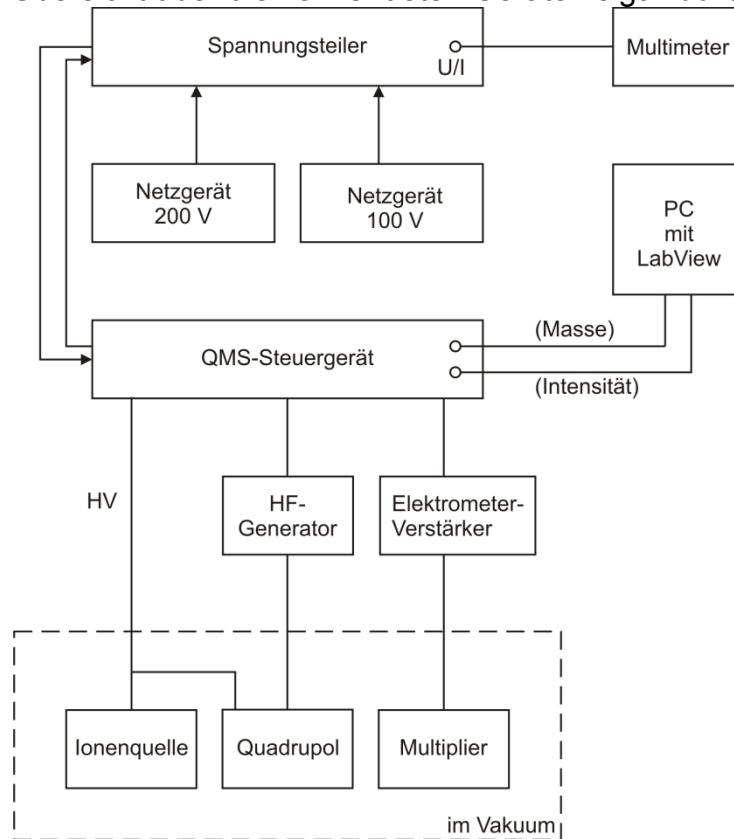 Spannungsteiler
U/I
Multimeter
Netzgerät
200 V
Netzgerät
100 V
PC
mit
LabView
QMS-Steuergerät
(Masse)
(Intensität)
HV
HF-
Generator
Elektrometer-
Verstärker
Ionenquelle
Quadrupol
Multiplier
im Vakuum